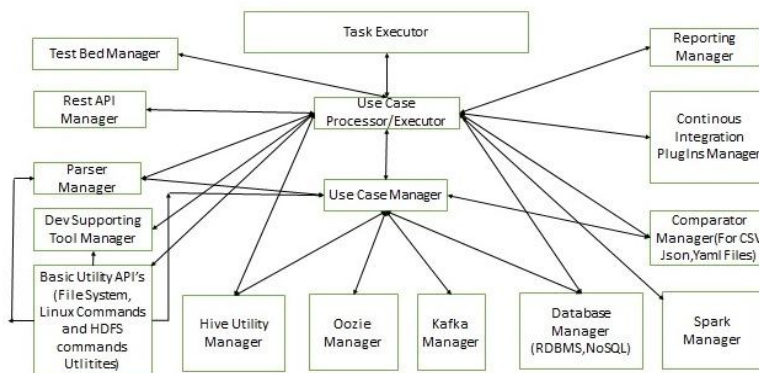 Task Executor
Test Bed Manager
Reporting
Manager
Rest API
Manager
Use Case
Processor/Executor
Continous
Integration
PlugIns Manager
Parser
Manager
Use Case Manager
Dev Supporting
Tool Manager
Comparator
Manager(For CSV
Json,Yaml Files)
Basic Utility API's
(File System,
Linux Commands
and HDFS
commands
Utlitites)
Hive Utility
Manager
Oozie
Manager
Kafka
Manager
Database
Manager
(RDBMS,NoSQL)
Spark
Manager